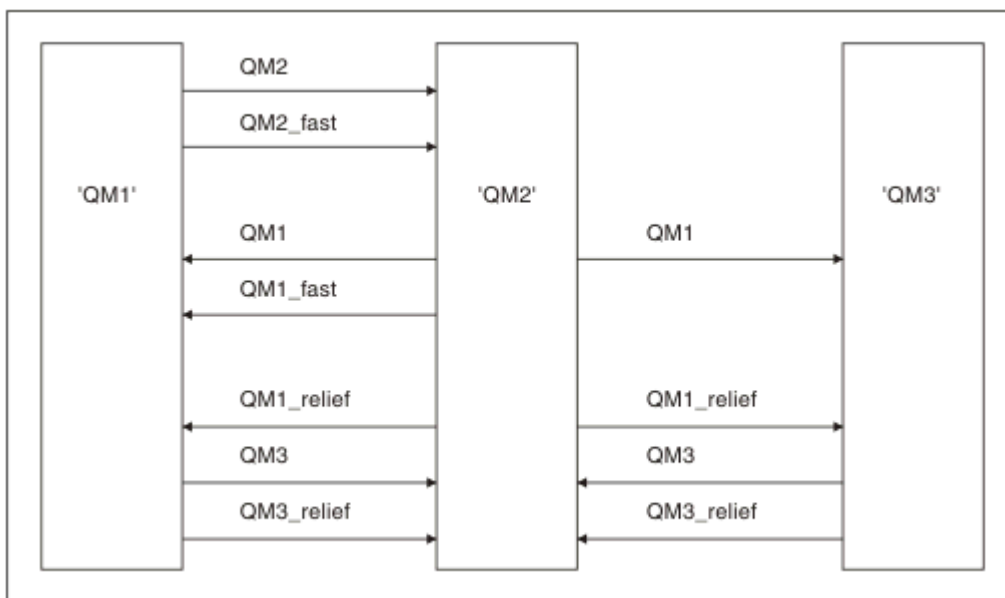 QM2
QM2_fast
'QM1' 'QM2' 'QM3'
QM1 QM1
QM1_fast
QM1_relief QM1_relief
QM3 QM3
QM3_relief QM3_relief